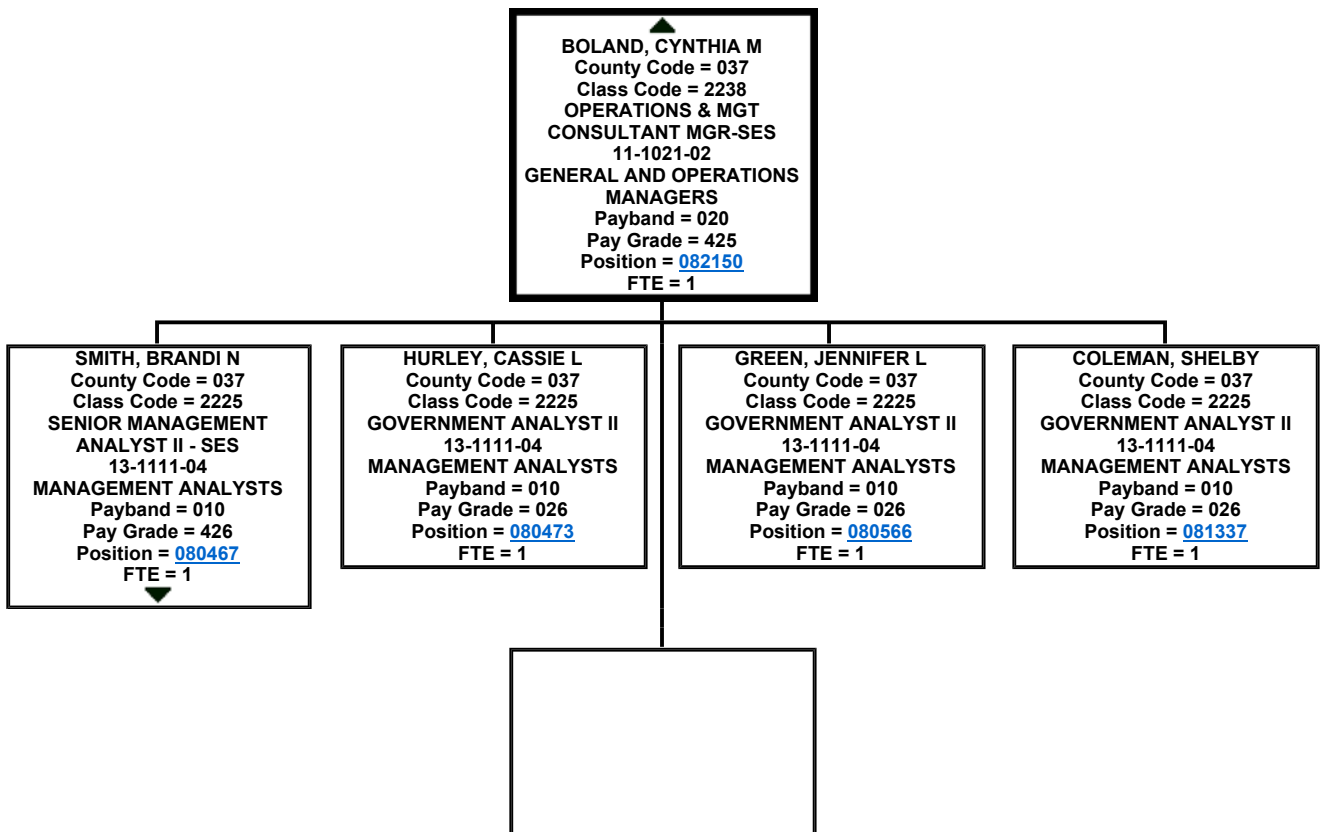 BOLAND, CYNTHIA M
County Code = 037
Class Code = 2238
OPERATIONS & MGT
CONSULTANT MGR-SES
11-1021-02
GENERAL AND OPERATIONS
MANAGERS
Payband = 020
Pay Grade = 425
Position = 082150
FTE = 1
SMITH, BRANDI N
County Code = 037
Class Code = 2225
SENIOR MANAGEMENT
ANALYST II - SES
13-1111-04
MANAGEMENT ANALYSTS
Payband = 010
Pay Grade = 426
Position = 080467
FTE = 1
HURLEY, CASSIE L
County Code = 037
Class Code = 2225
GOVERNMENT ANALYST II
13-1111-04
MANAGEMENT ANALYSTS
Payband = 010
Pay Grade = 026
Position = 080473
FTE = 1
GREEN, JENNIFER L
County Code = 037
Class Code = 2225
GOVERNMENT ANALYST II
13-1111-04
MANAGEMENT ANALYSTS
Payband = 010
Pay Grade = 026
Position = 080566
FTE = 1
COLEMAN, SHELBY
County Code = 037
Class Code = 2225
GOVERNMENT ANALYST II
13-1111-04
MANAGEMENT ANALYSTS
Payband = 010
Pay Grade = 026
Position = 081337
FTE = 1